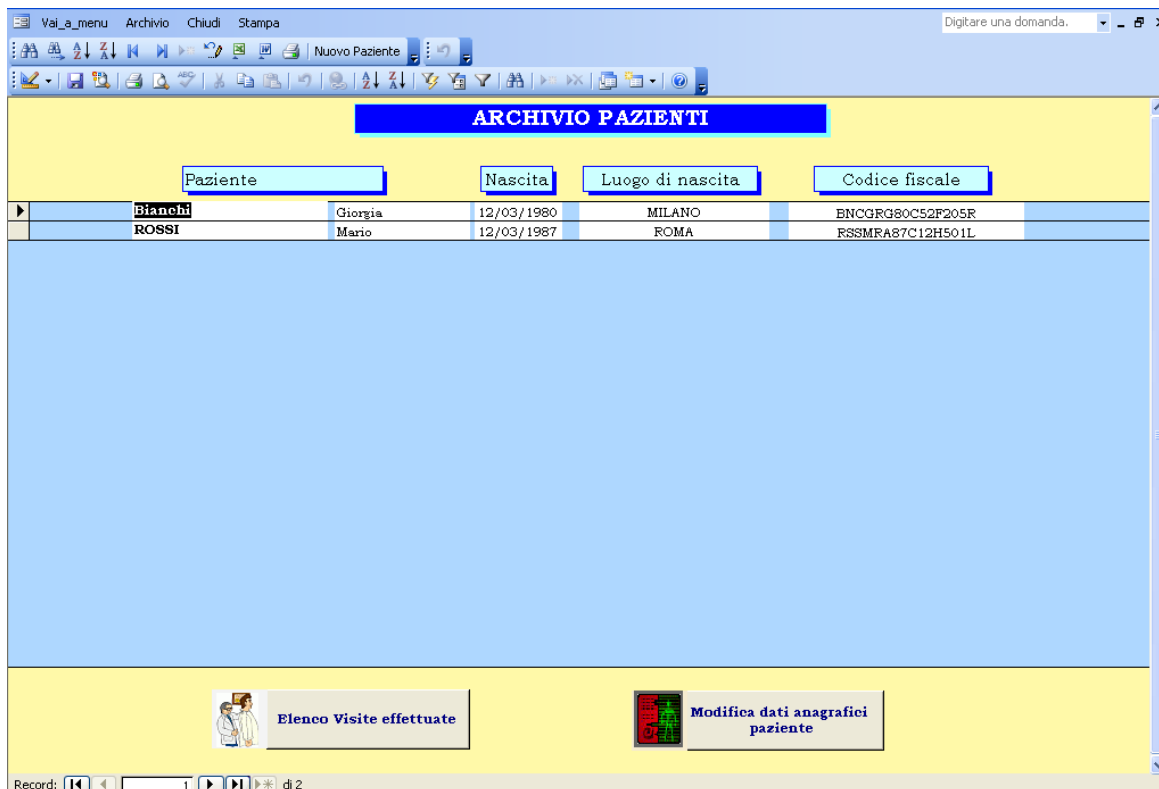 Vai_a_menu Archivio Chiudi Stampa Digitare una domanda.
Nuovo Paziente
ARCHIVIO PAZIENTI
Paziente Nascita Luogo di nascita Codice fiscale
Bianchi Giorgia 12/03/1980 MILANO BNCGRG80C52F205R
ROSSI Mario 12/03/1987 ROMA RSSMRA87C12H501L
Elenco Visite effettuate
Modifica dati anagrafici
paziente
Record: 1 di 2